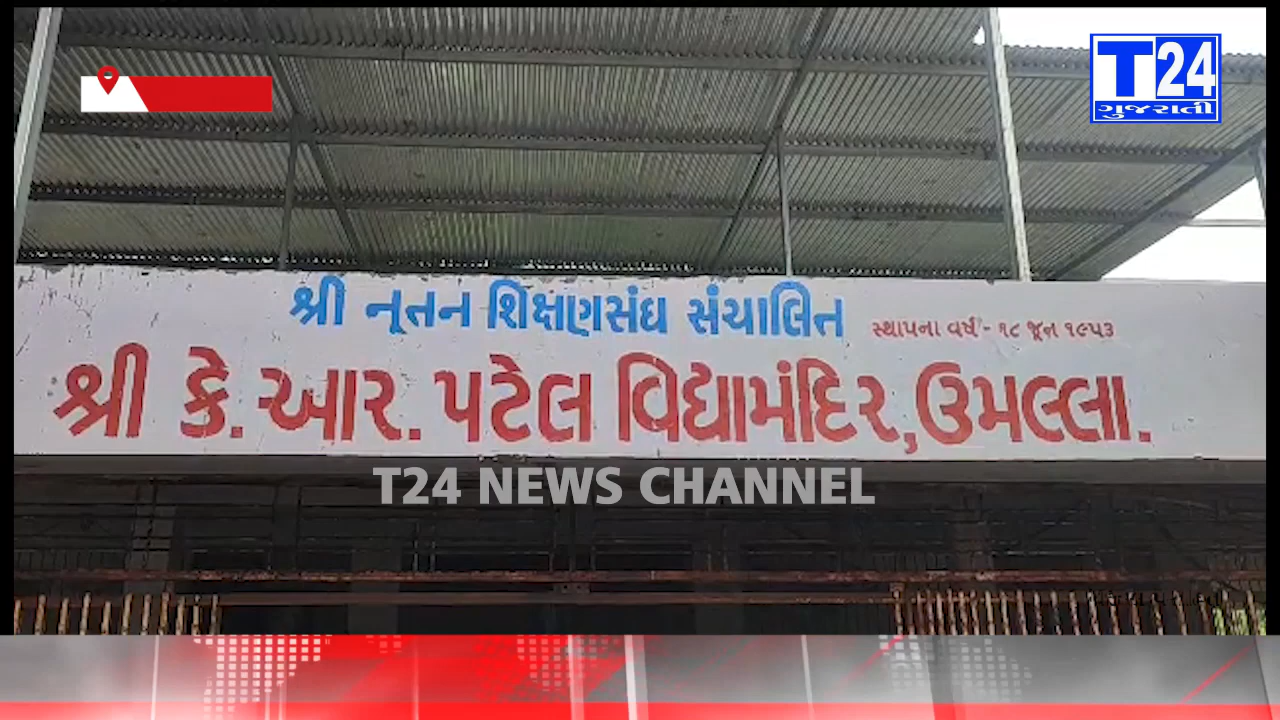 T24
ગુજરાતી
શ્રી નૂતન શિક્ષણસંઘ સંચાલિત સ્થાપના વર્ષ - ૧૮ જૂન ૧૯૫૩
શ્રી કે. આર. પટેલ વિદ્યામંદિર, ઉમલ્લા.
T24 NEWS CHANNEL